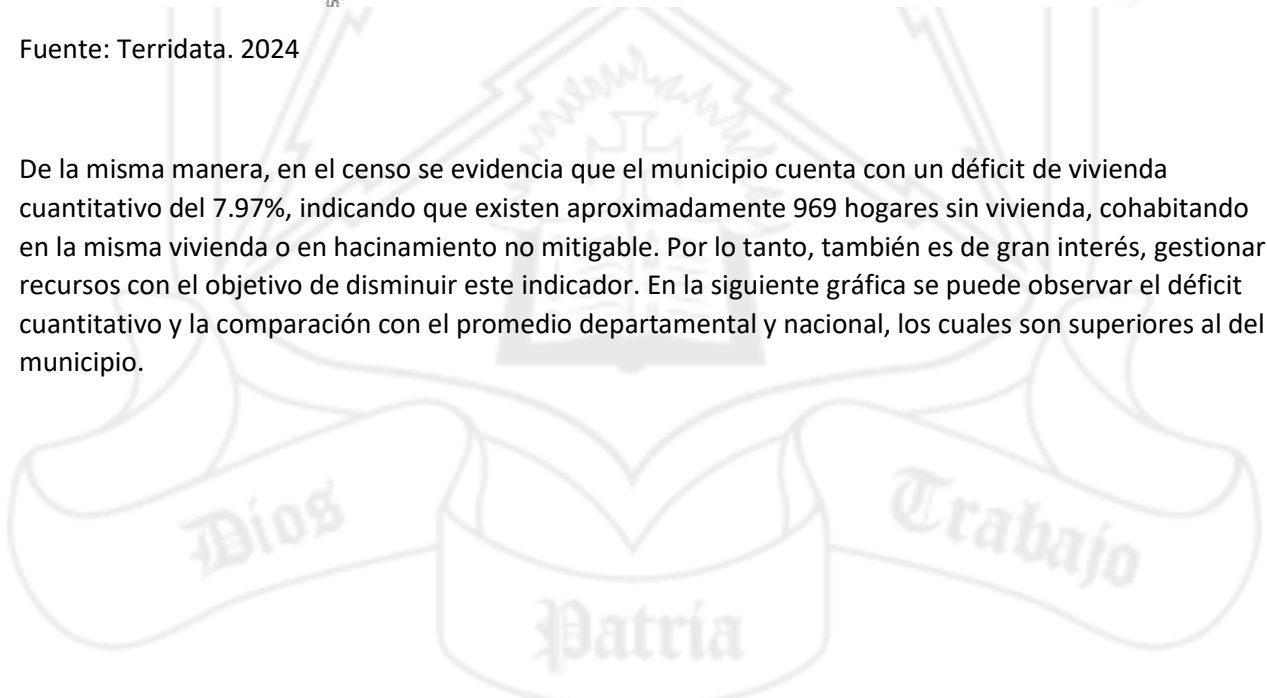 Fuente: Terridata. 2024
De la misma manera, en el censo se evidencia que el municipio cuenta con un déficit de vivienda
cuantitativo del 7.97%, indicando que existen aproximadamente 969 hogares sin vivienda, cohabitando
en la misma vivienda o en hacinamiento no mitigable. Por lo tanto, también es de gran interés, gestionar
recursos con el objetivo de disminuir este indicador. En la siguiente gráfica se puede observar el déficit
cuantitativo y la comparación con el promedio departamental y nacional, los cuales son superiores al del
municipio.
Dios
Trabajo
Patria